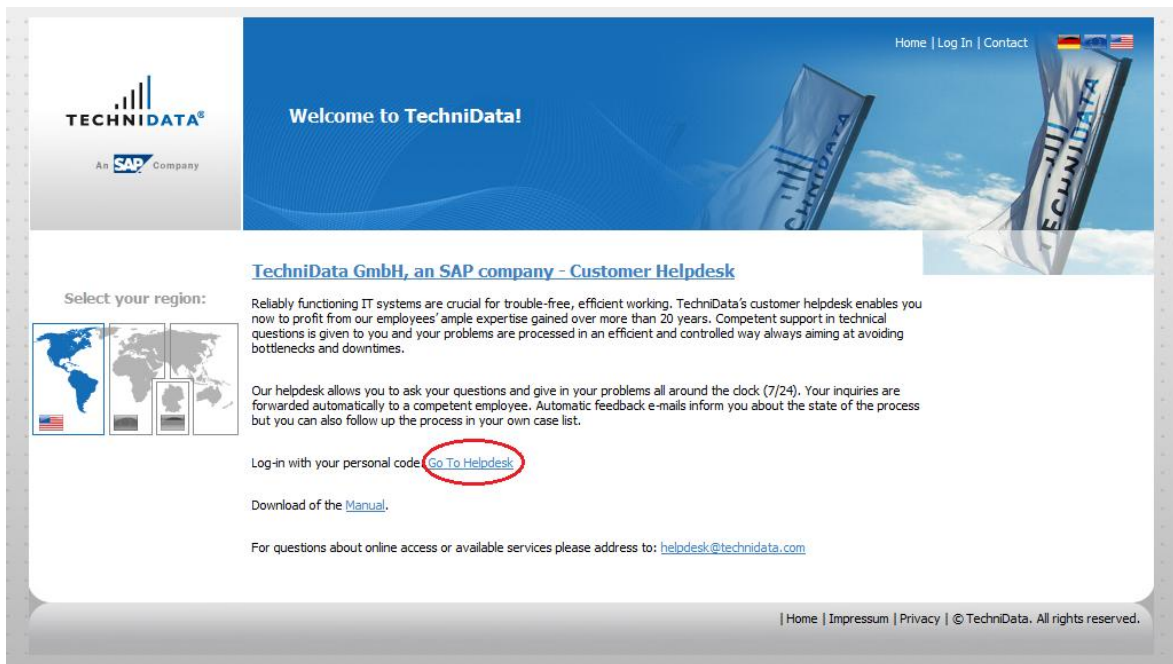 Home | Log In | Contact
TECHNIDATA®
An SAP Company
Welcome to TechniData!
TECHNIDATA
TECHNIDATA
Select your region:
TechniData GmbH, an SAP company - Customer Helpdesk
Reliably functioning IT systems are crucial for trouble-free, efficient working. TechniData's customer helpdesk enables you
now to profit from our employees' ample expertise gained over more than 20 years. Competent support in technical
questions is given to you and your problems are processed in an efficient and controlled way always aiming at avoiding
bottlenecks and downtimes.
Our helpdesk allows you to ask your questions and give in your problems all around the clock (7/24). Your inquiries are
forwarded automatically to a competent employee. Automatic feedback e-mails inform you about the state of the process
but you can also follow up the process in your own case list.
Log-in with your personal code. Go To Helpdesk
Download of the Manual.
For questions about online access or available services please address to: helpdesk@technidata.com
| Home | Impressum | Privacy | © TechniData. All rights reserved.